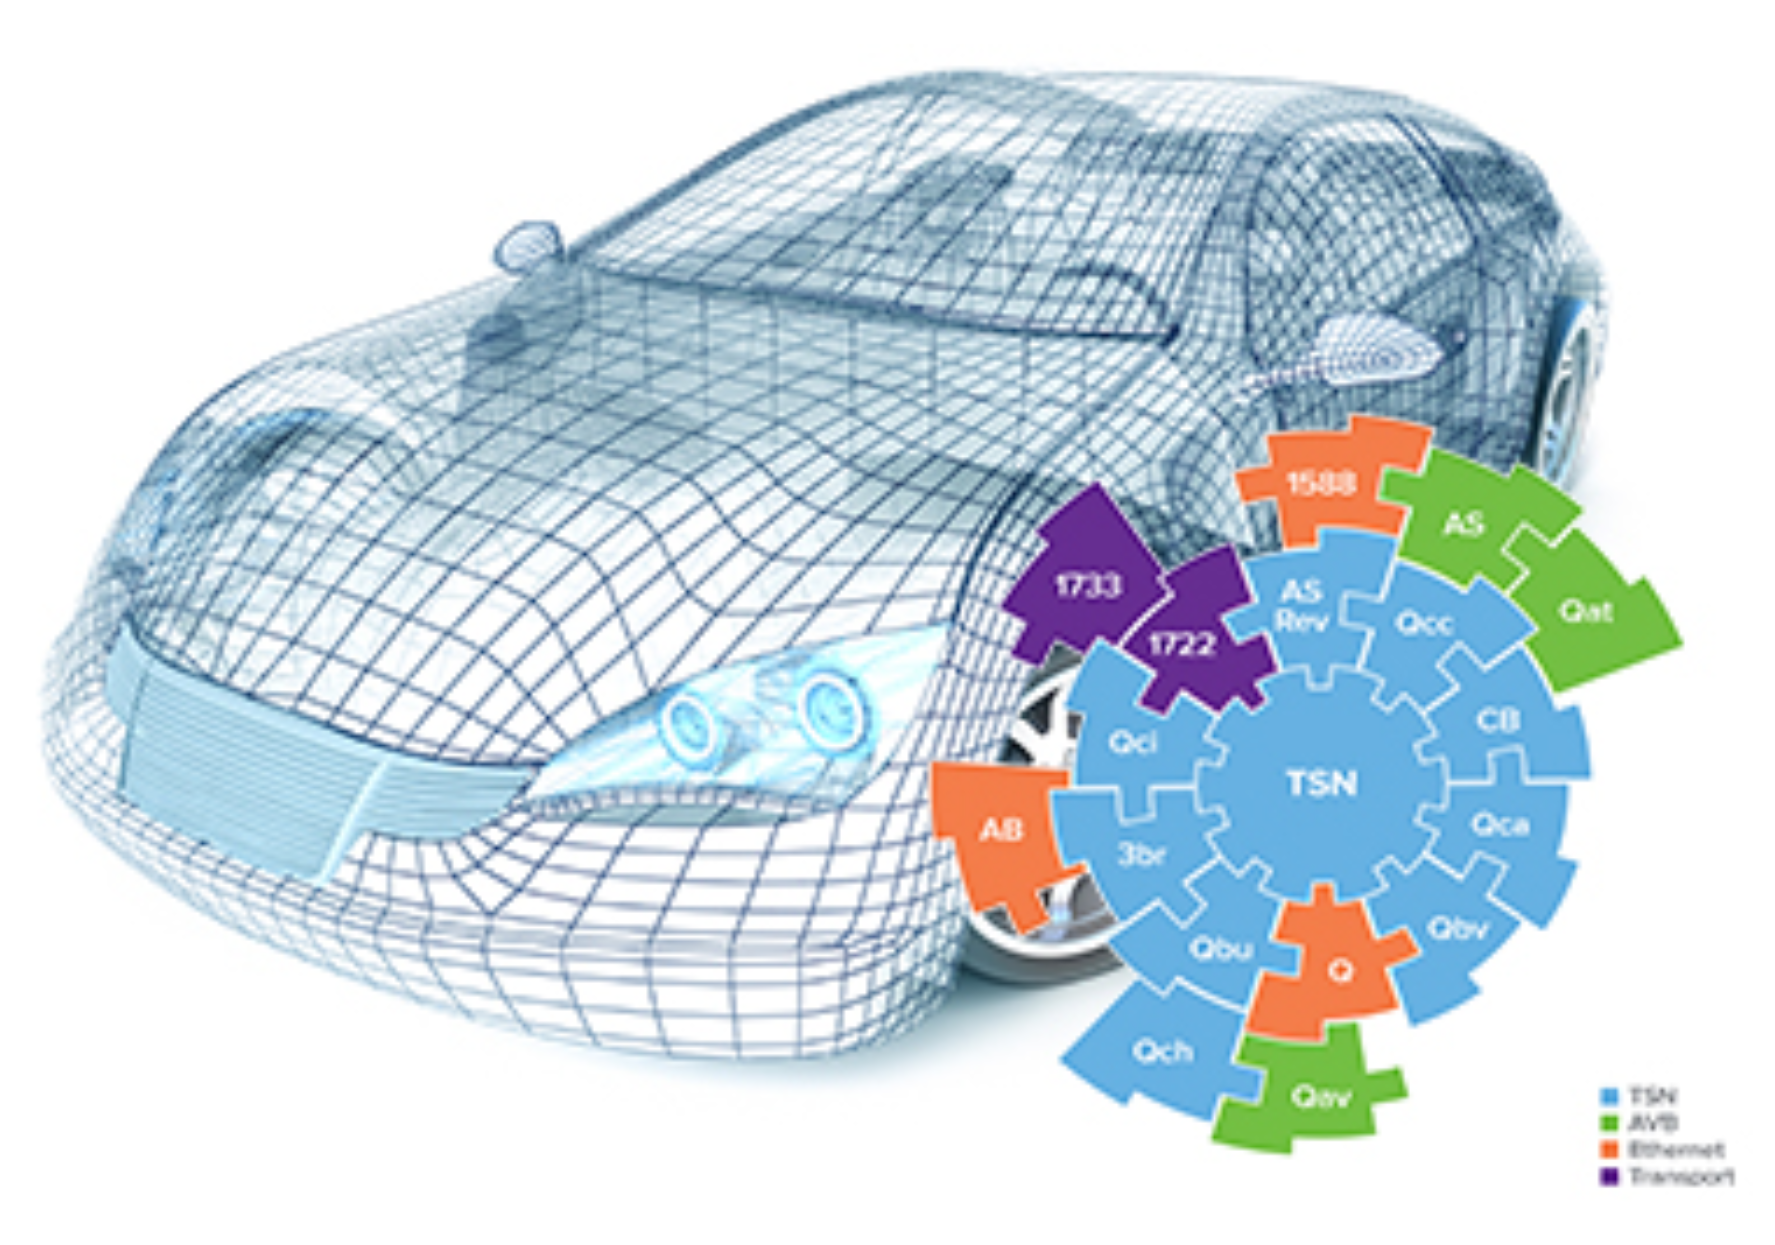 1588
AS
Qat
1733
1722
AS
Rev
Qcc
CB
Qci
TSN
Qca
AB
3br
Qbu
Q
Qbv
Qch
Qav
TSN
AVB
Ethernet
Transport